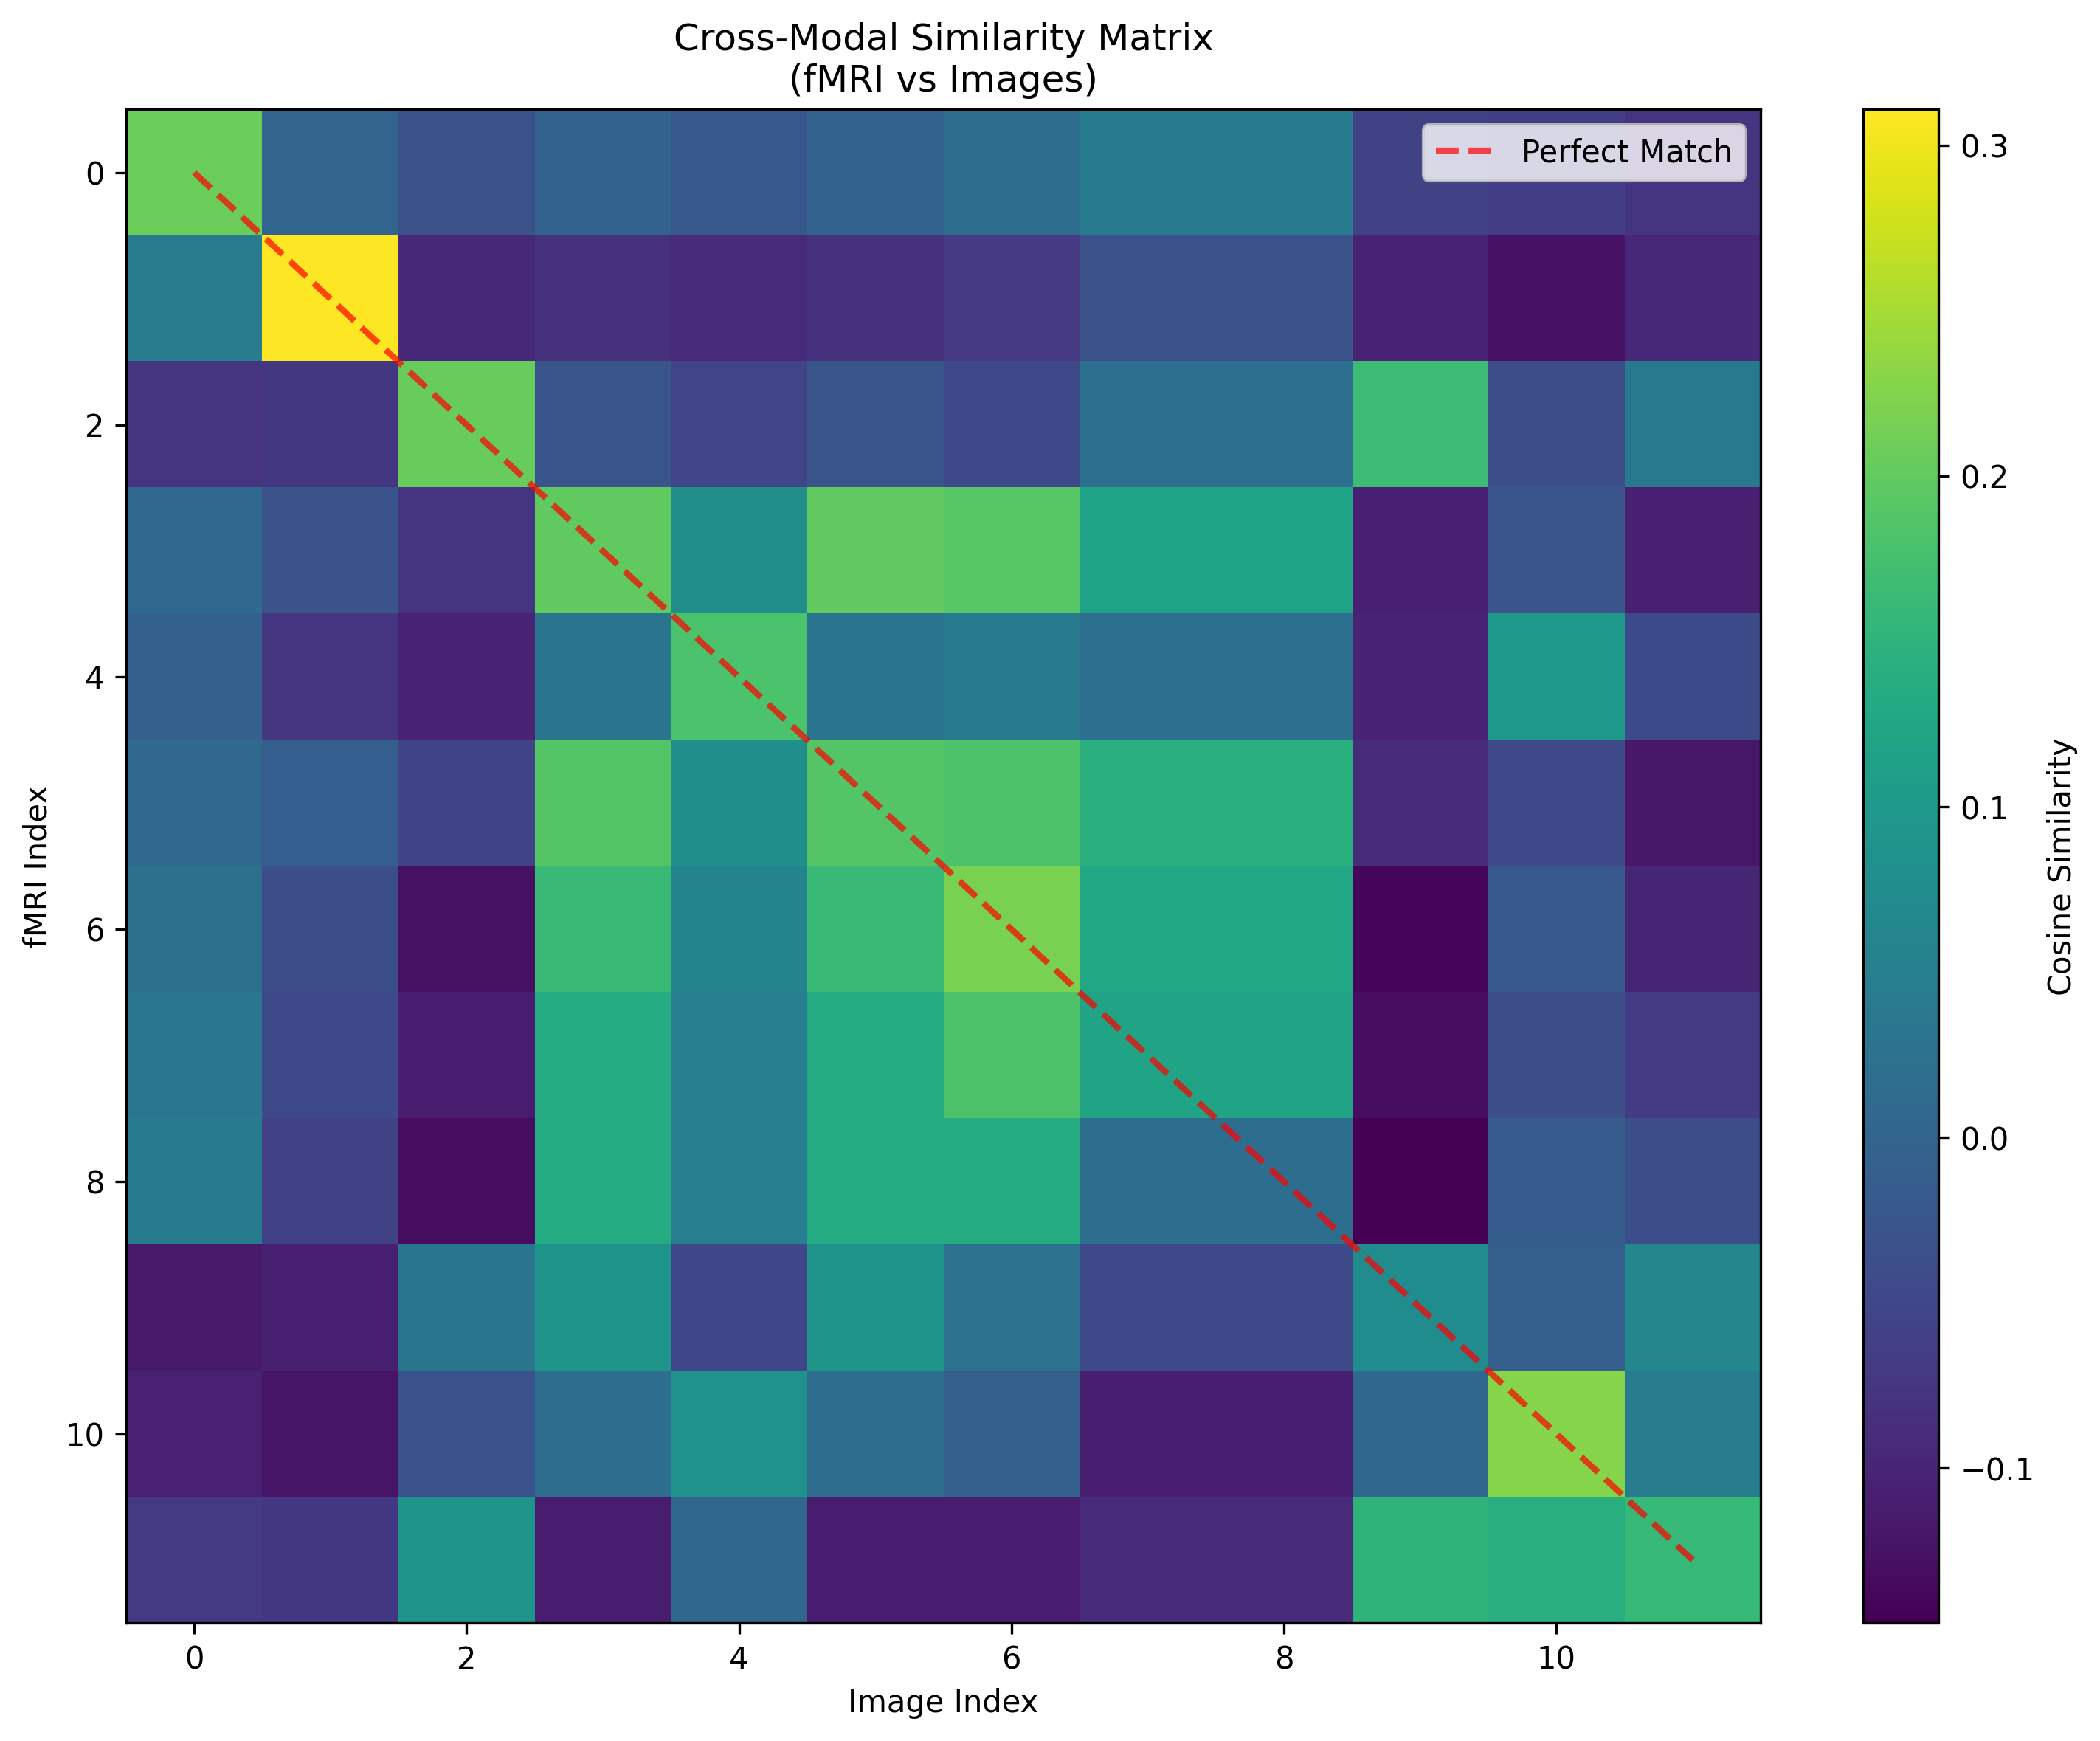 Cross-Modal Similarity Matrix
(fMRI vs Images)
Perfect Match
fMRI Index
0
2
4
6
8
10
0 2 4 6 8 10
Image Index
0.3
0.2
0.1
0.0
−0.1
Cosine Similarity